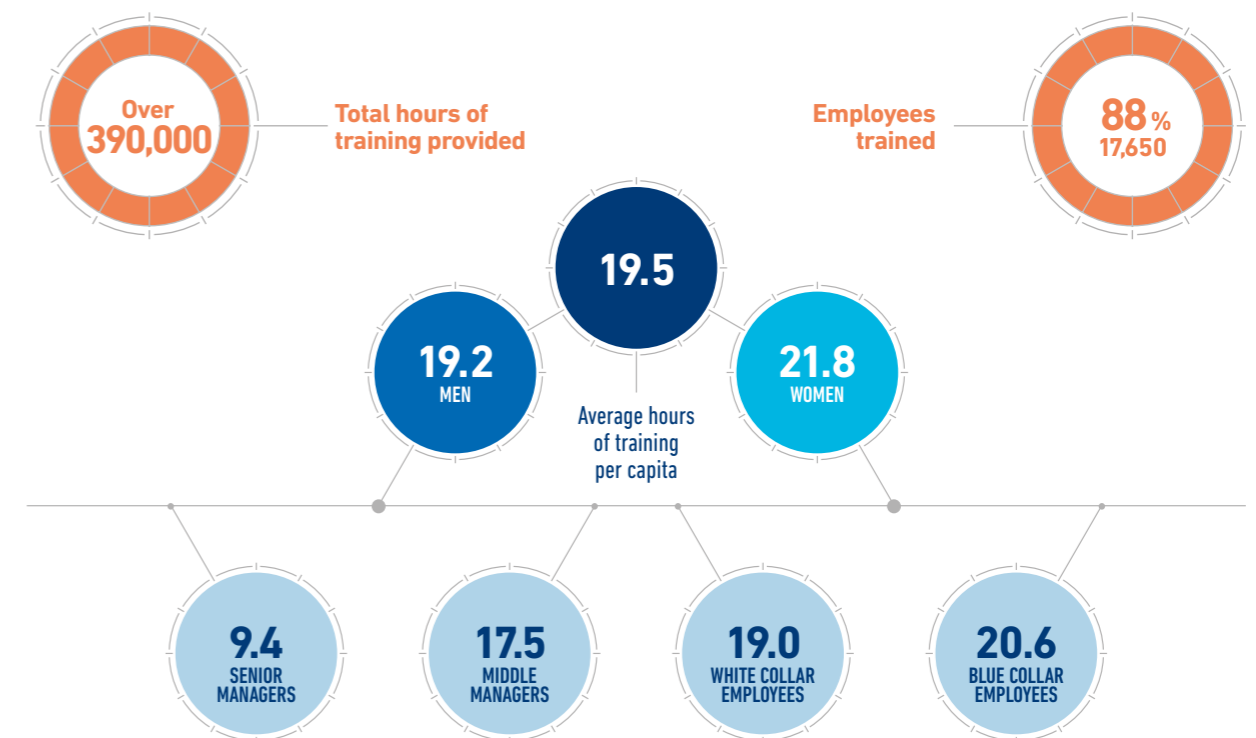 Over
390,000
Total hours of
training provided
Employees
trained
88 %
17,650
19.5
19.2
MEN
21.8
WOMEN
Average hours
of training
per capita
9.4
SENIOR
MANAGERS
17.5
MIDDLE
MANAGERS
19.0
WHITE COLLAR
EMPLOYEES
20.6
BLUE COLLAR
EMPLOYEES